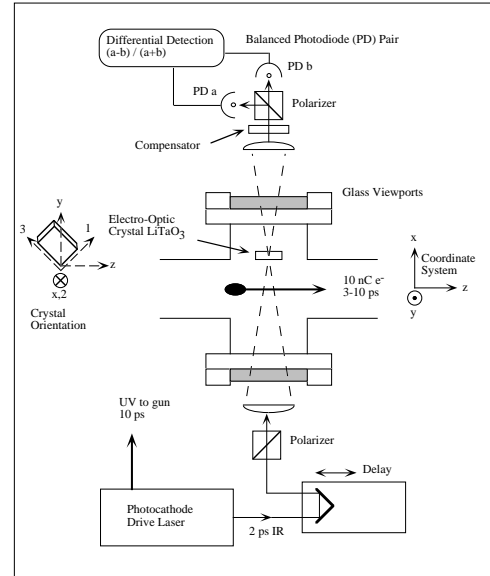 Differential Detection
(a-b) / (a+b)
Balanced Photodiode (PD) Pair
PD b
PD a
Polarizer
Compensator
Glass Viewports
Electro-Optic
Crystal LiTaO3
y
3
1
z
x,2
Crystal
Orientation
10 nC e-
3-10 ps
x
Coordinate
System
z
y
UV to gun
10 ps
Polarizer
Delay
Photocathode
Drive Laser
2 ps IR